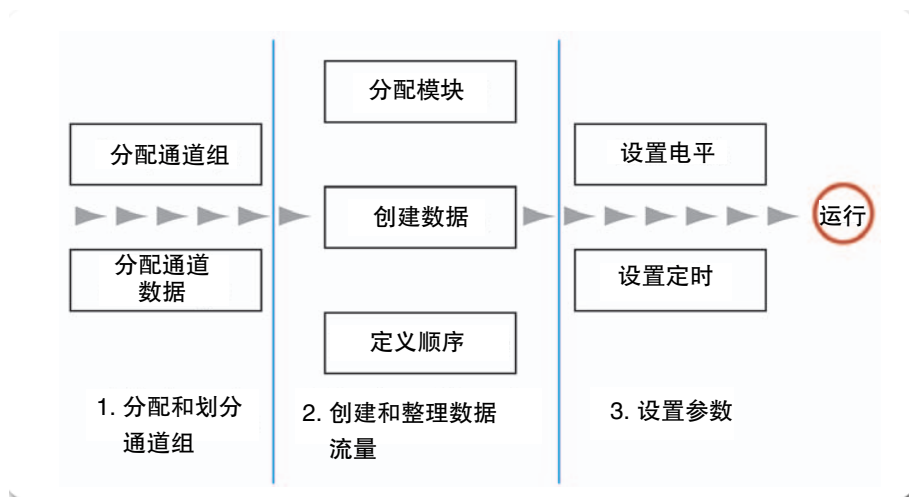 分配通道组
分配通道
数据
1. 分配和划分
通道组
分配模块
创建数据
定义顺序
2. 创建和整理数据
流量
设置电平
设置定时
3. 设置参数
运行